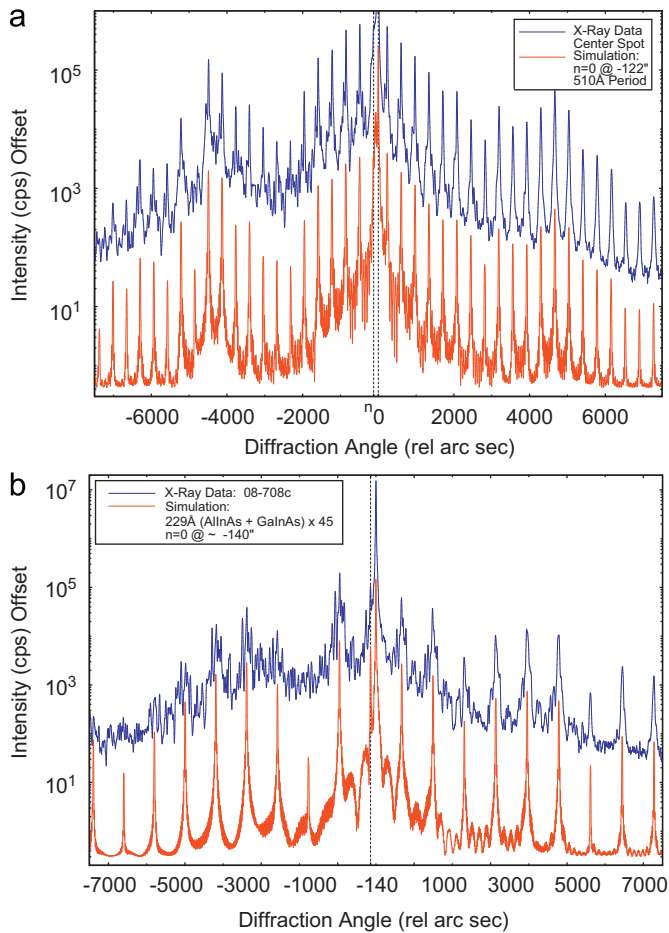 a
X-Ray Data
Center Spot
Simulation:
n=0 @ -122"
510Å Period
Intensity (cps) Offset
10^5
10^3
10^1
-6000 -4000 -2000 n 0 2000 4000 6000
Diffraction Angle (rel arc sec)
b
X-Ray Data: 08-708c
Simulation:
229Å (AlInAs + GaInAs) x 45
n=0 @ ~ -140"
Intensity (cps) Offset
10^7
10^5
10^3
10^1
-7000 -5000 -3000 -1000 -140 1000 3000 5000 7000
Diffraction Angle (rel arc sec)